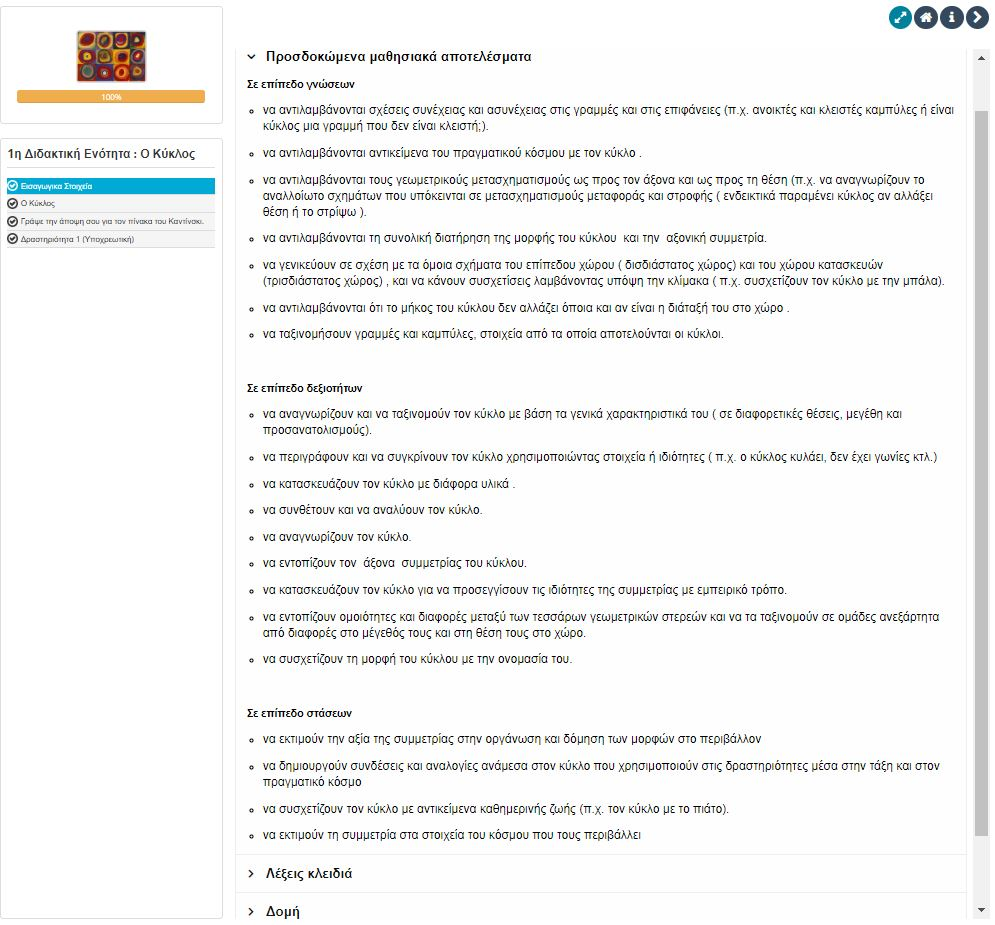 100%
1η Διδακτική Ενότητα : Ο Κύκλος
Εισαγωγικα Στοιχεία
Ο Κύκλος
Γράψε την άποψη σου για τον πίνακα του Καντίνσκι.
Δραστηριότητα 1 (Υποχρεωτική)
Προσδοκώμενα μαθησιακά αποτελέσματα
Σε επίπεδο γνώσεων
να αντιλαμβάνονται σχέσεις συνέχειας και ασυνέχειας στις γραμμές και στις επιφάνειες (π.χ. ανοικτές και κλειστές καμπύλες ή είναι
κύκλος μια γραμμή που δεν είναι κλειστή;).
να αντιλαμβάνονται αντικείμενα του πραγματικού κόσμου με τον κύκλο .
να αντιλαμβάνονται τους γεωμετρικούς μετασχηματισμούς ως προς τον άξονα και ως προς τη θέση (π.χ. να αναγνωρίζουν το
αναλλοίωτο σχημάτων που υπόκεινται σε μετασχηματισμούς μεταφοράς και στροφής ( ενδεικτικά παραμένει κύκλος αν αλλάξει
θέση ή το στρίψω ).
να αντιλαμβάνονται τη συνολική διατήρηση της μορφής του κύκλου και την αξονική συμμετρία.
να γενικεύουν σε σχέση με τα όμοια σχήματα του επίπεδου χώρου ( δισδιάστατος χώρος) και του χώρου κατασκευών
(τρισδιάστατος χώρος) , και να κάνουν συσχετίσεις λαμβάνοντας υπόψη την κλίμακα ( π.χ. συσχετίζουν τον κύκλο με την μπάλα).
να αντιλαμβάνονται ότι το μήκος του κύκλου δεν αλλάζει όποια και αν είναι η διάταξή του στο χώρο .
να ταξινομήσουν γραμμές και καμπύλες, στοιχεία από τα οποία αποτελούνται οι κύκλοι.
Σε επίπεδο δεξιοτήτων
να αναγνωρίζουν και να ταξινομούν τον κύκλο με βάση τα γενικά χαρακτηριστικά του ( σε διαφορετικές θέσεις, μεγέθη και
προσανατολισμούς).
να περιγράφουν και να συγκρίνουν τον κύκλο χρησιμοποιώντας στοιχεία ή ιδιότητες ( π.χ. ο κύκλος κυλάει, δεν έχει γωνίες κτλ.)
να κατασκευάζουν τον κύκλο με διάφορα υλικά .
να συνθέτουν και να αναλύουν τον κύκλο.
να αναγνωρίζουν τον κύκλο.
να εντοπίζουν τον άξονα συμμετρίας του κύκλου.
να κατασκευάζουν τον κύκλο για να προσεγγίσουν τις ιδιότητες της συμμετρίας με εμπειρικό τρόπο.
να εντοπίζουν ομοιότητες και διαφορές μεταξύ των τεσσάρων γεωμετρικών στερεών και να τα ταξινομούν σε ομάδες ανεξάρτητα
από διαφορές στο μέγεθός τους και στη θέση τους στο χώρο.
να συσχετίζουν τη μορφή του κύκλου με την ονομασία του.
Σε επίπεδο στάσεων
να εκτιμούν την αξία της συμμετρίας στην οργάνωση και δόμηση των μορφών στο περιβάλλον
να δημιουργούν συνδέσεις και αναλογίες ανάμεσα στον κύκλο που χρησιμοποιούν στις δραστηριότητες μέσα στην τάξη και στον
πραγματικό κόσμο
να συσχετίζουν τον κύκλο με αντικείμενα καθημερινής ζωής (π.χ. τον κύκλο με το πιάτο).
να εκτιμούν τη συμμετρία στα στοιχεία του κόσμου που τους περιβάλλει
Λέξεις κλειδιά
Δομή